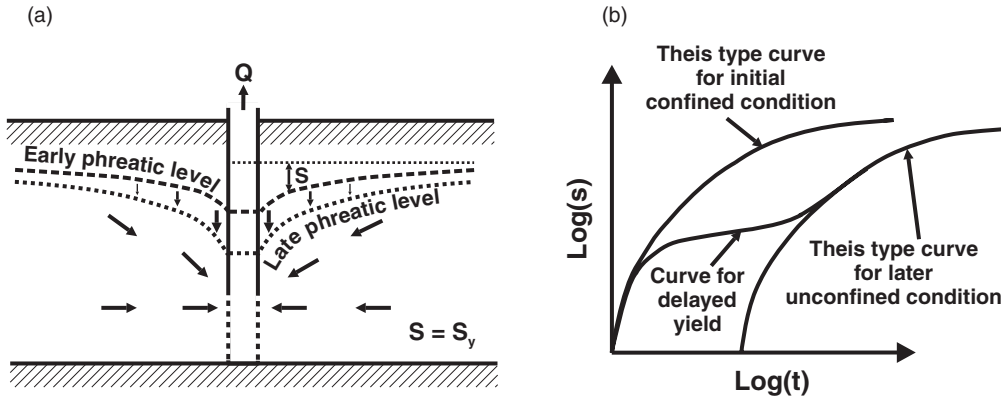 (a)
Q
Early phreatic level
S
Late phreatic level
S = Sy
(b)
Theis type curve
for initial
confined condition
Log(s)
Curve for
delayed
yield
Theis type curve
for later
unconfined condition
Log(t)